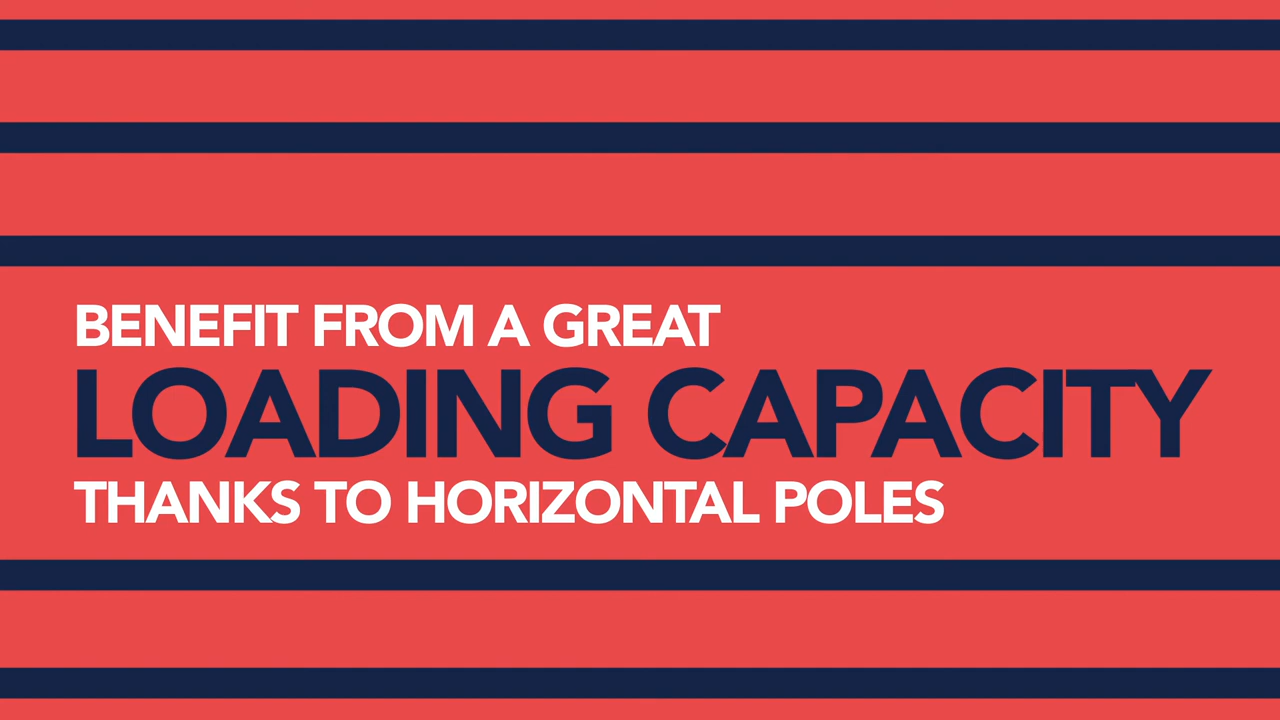 BENEFIT FROM A GREAT
LOADING CAPACITY
THANKS TO HORIZONTAL POLES